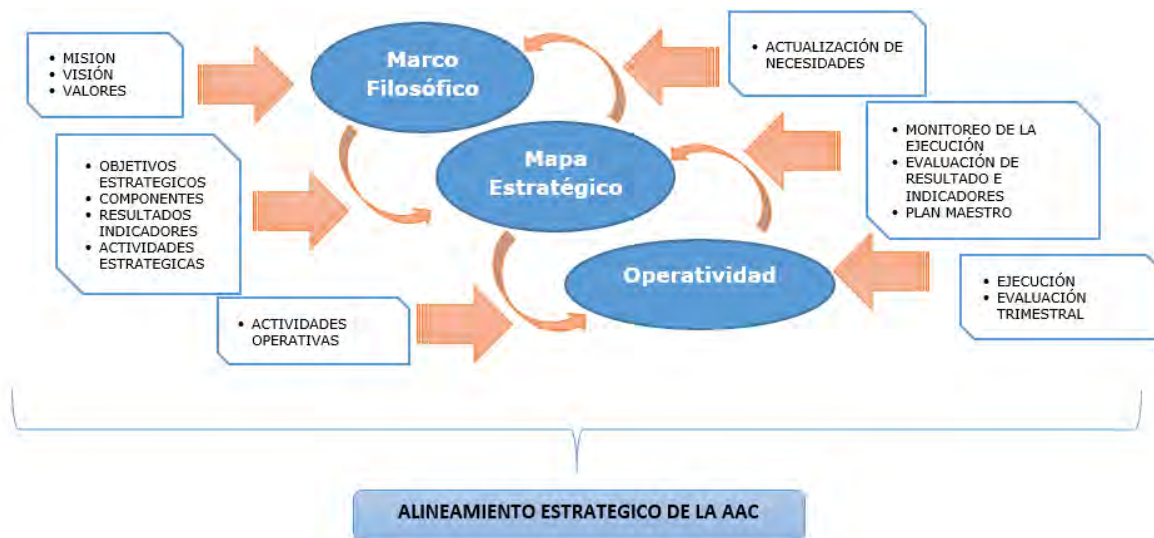 • MISION
• VISIÓN
• VALORES
Marco
Filosófico
• ACTUALIZACIÓN DE
NECESIDADES
• OBJETIVOS
ESTRATEGICOS
• COMPONENTES
• RESULTADOS
INDICADORES
• ACTIVIDADES
ESTRATEGICAS
Mapa
Estratégico
• MONITOREO DE LA
EJECUCIÓN
• EVALUACIÓN DE
RESULTADO E
INDICADORES
• PLAN MAESTRO
• ACTIVIDADES
OPERATIVAS
Operatividad
• EJECUCIÓN
• EVALUACIÓN
TRIMESTRAL
ALINEAMIENTO ESTRATEGICO DE LA AAC